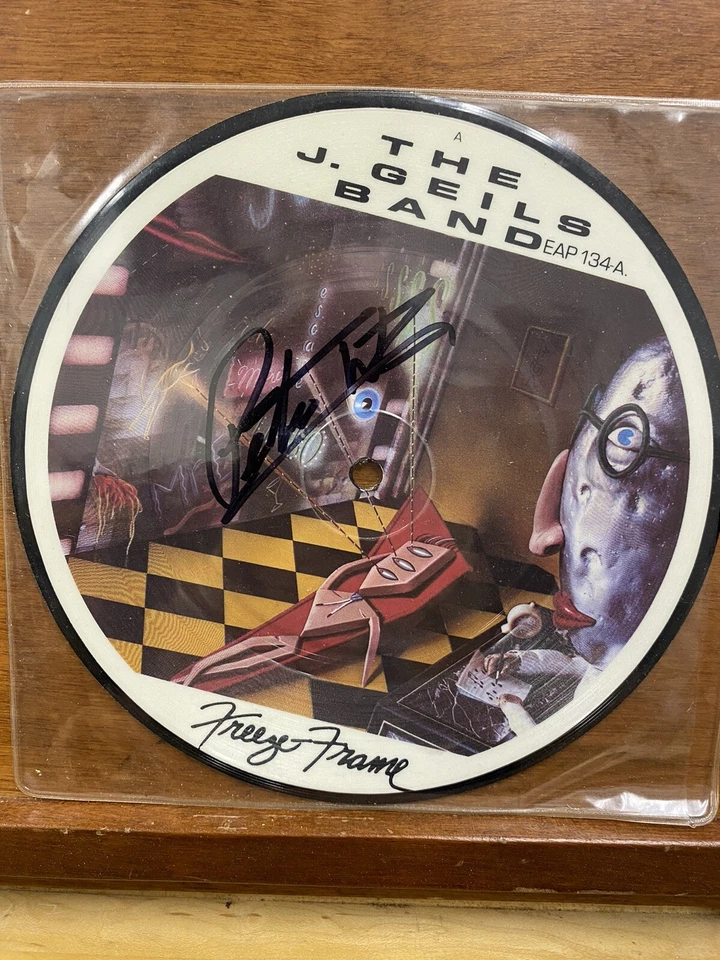 A
THE
J. GEILS
BAND
EAP 134-A.
Freeze-Frame